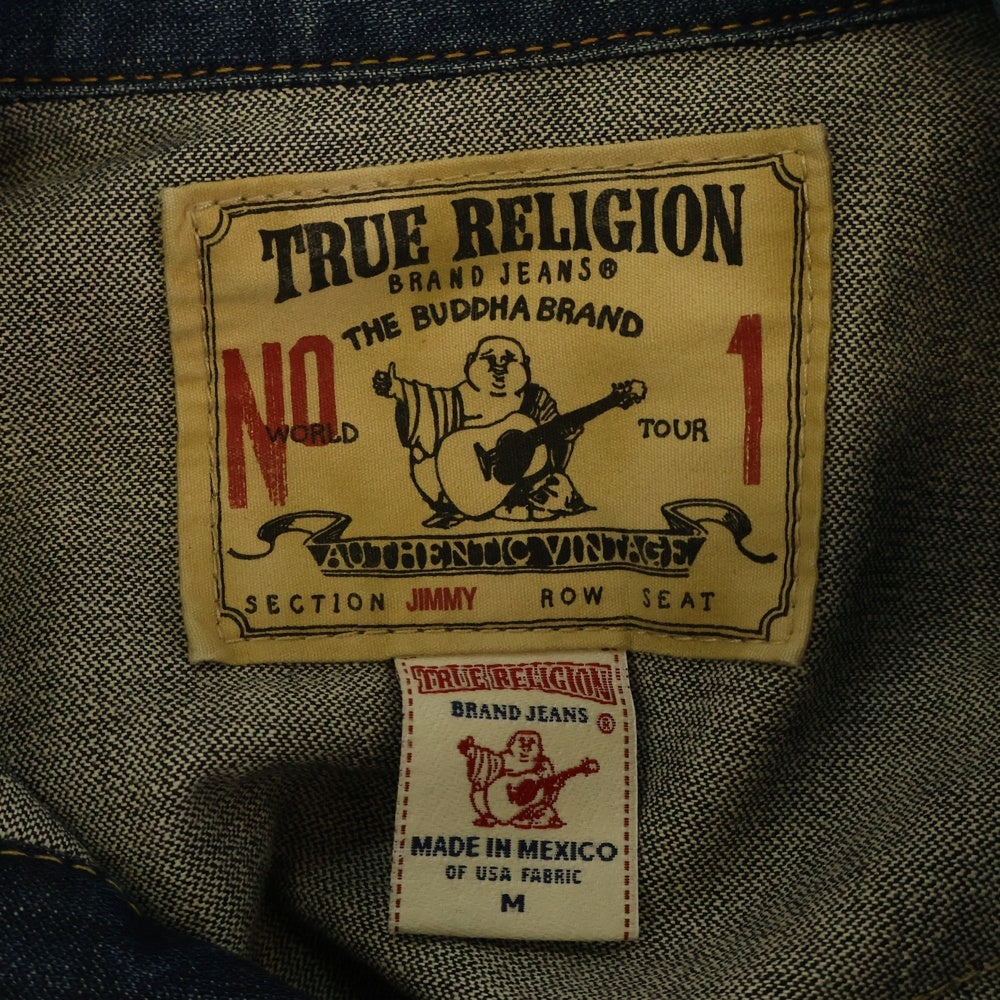 TRUE RELIGION
BRAND JEANS®
THE BUDDHA BRAND
NO 1
WORLD TOUR
AUTHENTIC VINTAGE
SECTION JIMMY ROW SEAT
TRUE RELIGION
BRAND JEANS ®
MADE IN MEXICO
OF USA FABRIC
M